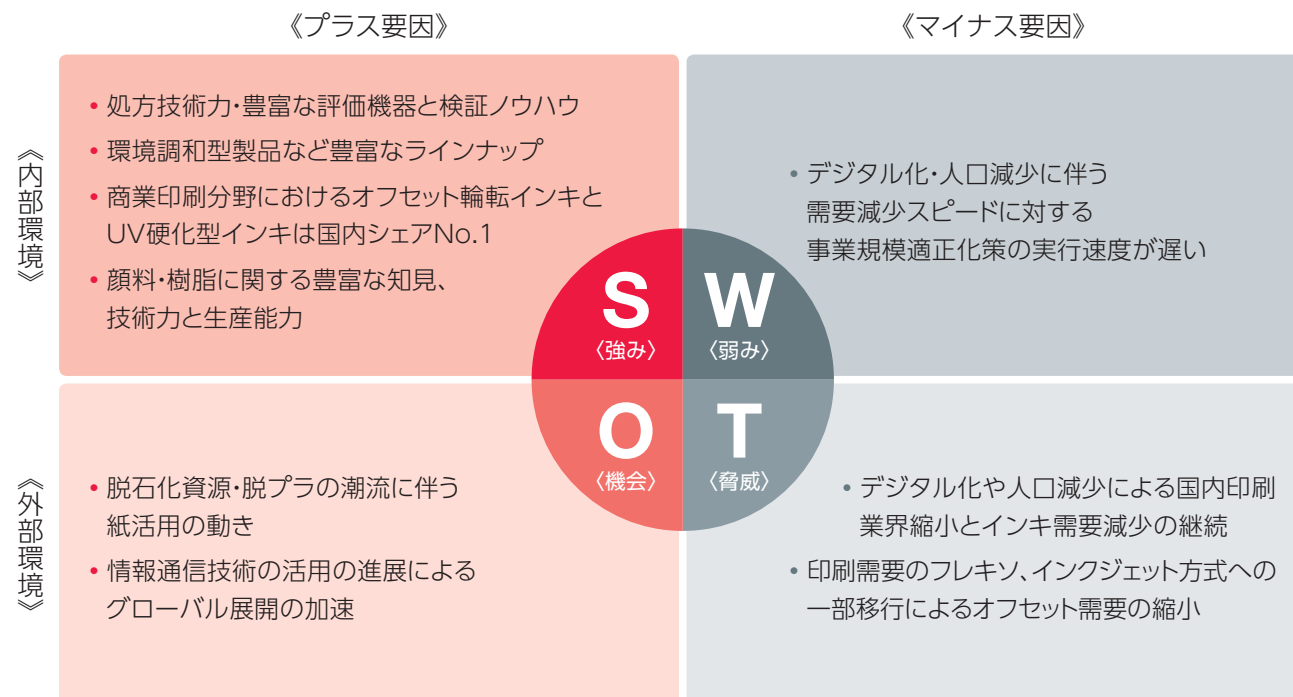 《プラス要因》
《マイナス要因》
《内部環境》
• 処方技術力・豊富な評価機器と検証ノウハウ
• 環境調和型製品など豊富なラインナップ
• 商業印刷分野におけるオフセット輪転インキと
UV硬化型インキは国内シェアNo.1
• 顔料・樹脂に関する豊富な知見、
技術力と生産能力
• デジタル化・人口減少に伴う
需要減少スピードに対する
事業規模適正化策の実行速度が遅い
S
〈強み〉
W
〈弱み〉
O
〈機会〉
T
〈脅威〉
《外部環境》
• 脱石化資源・脱プラの潮流に伴う
紙活用の動き
• 情報通信技術の活用の進展による
グローバル展開の加速
• デジタル化や人口減少による国内印刷
業界縮小とインキ需要減少の継続
• 印刷需要のフレキソ、インクジェット方式への
一部移行によるオフセット需要の縮小